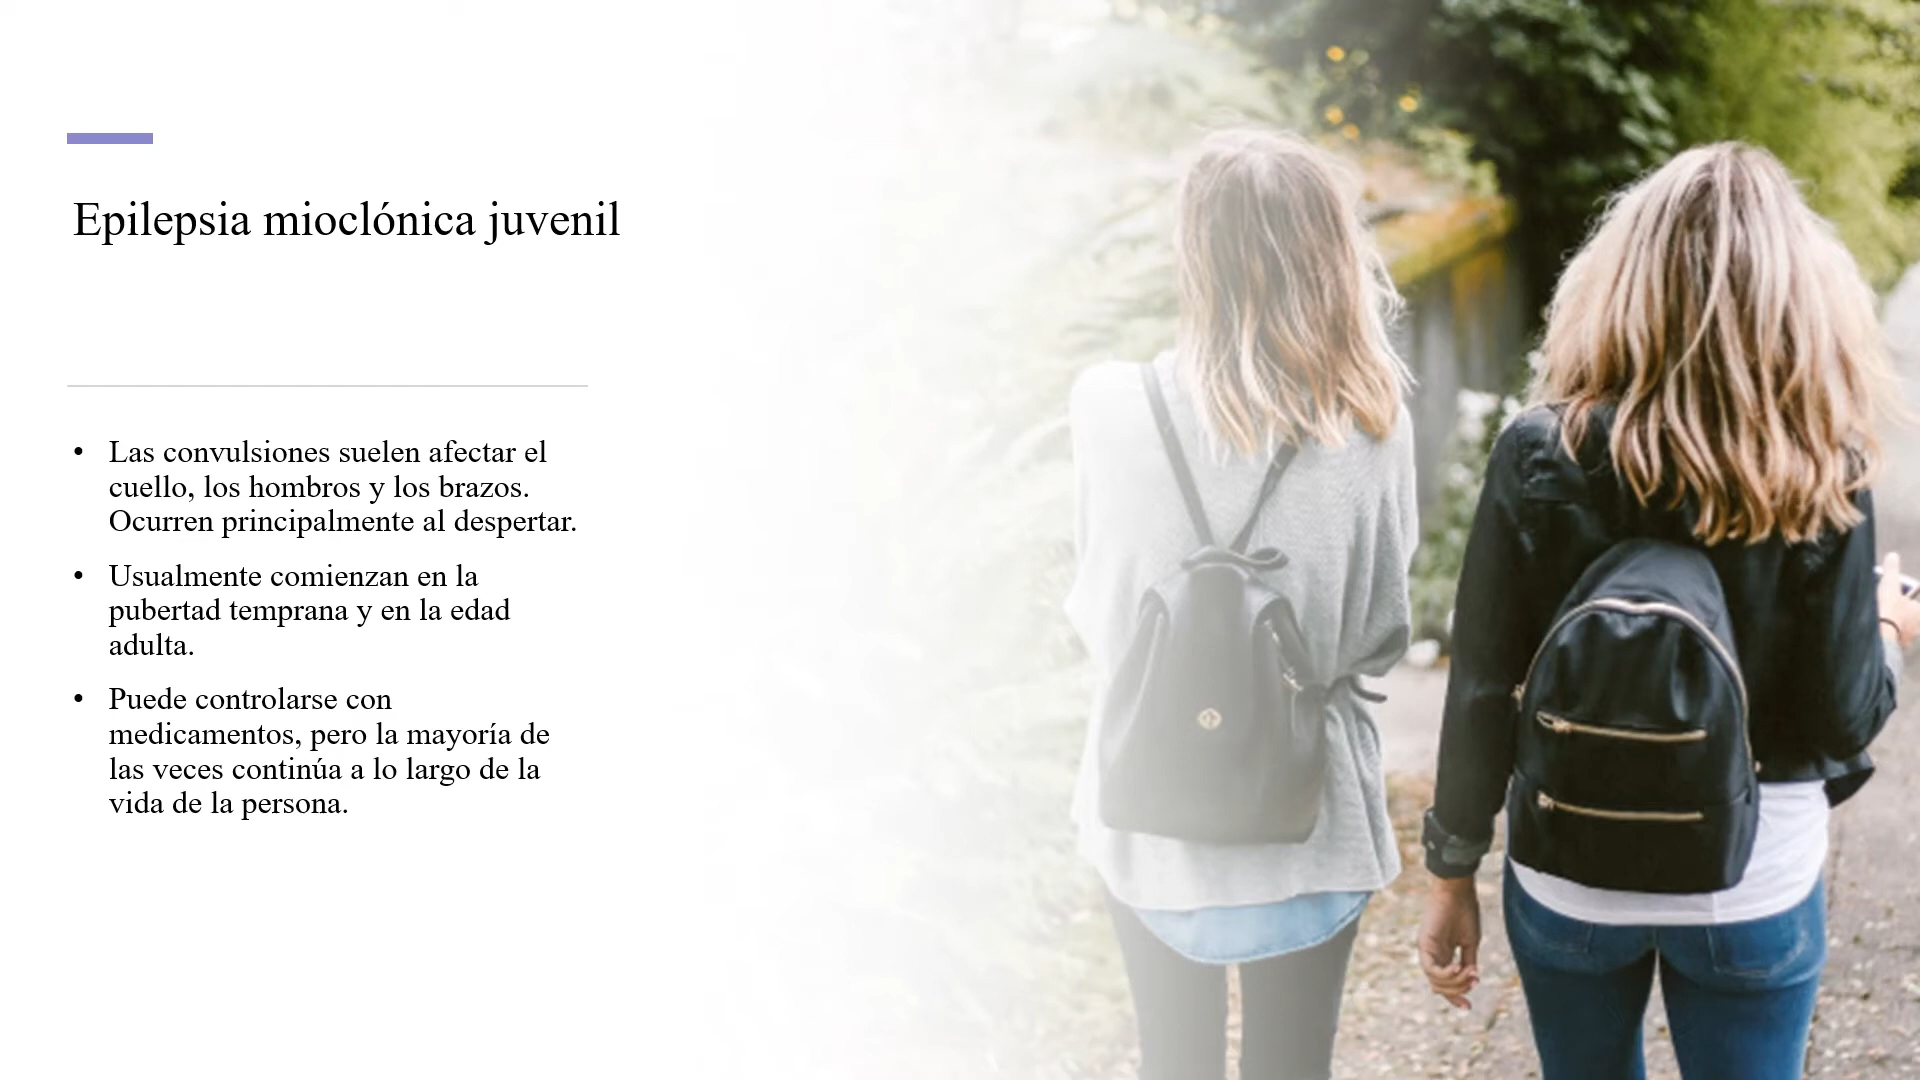 Epilepsia mioclónica juvenil
• Las convulsiones suelen afectar el
cuello, los hombros y los brazos.
Ocurren principalmente al despertar.
• Usualmente comienzan en la
pubertad temprana y en la edad
adulta.
• Puede controlarse con
medicamentos, pero la mayoría de
las veces continúa a lo largo de la
vida de la persona.